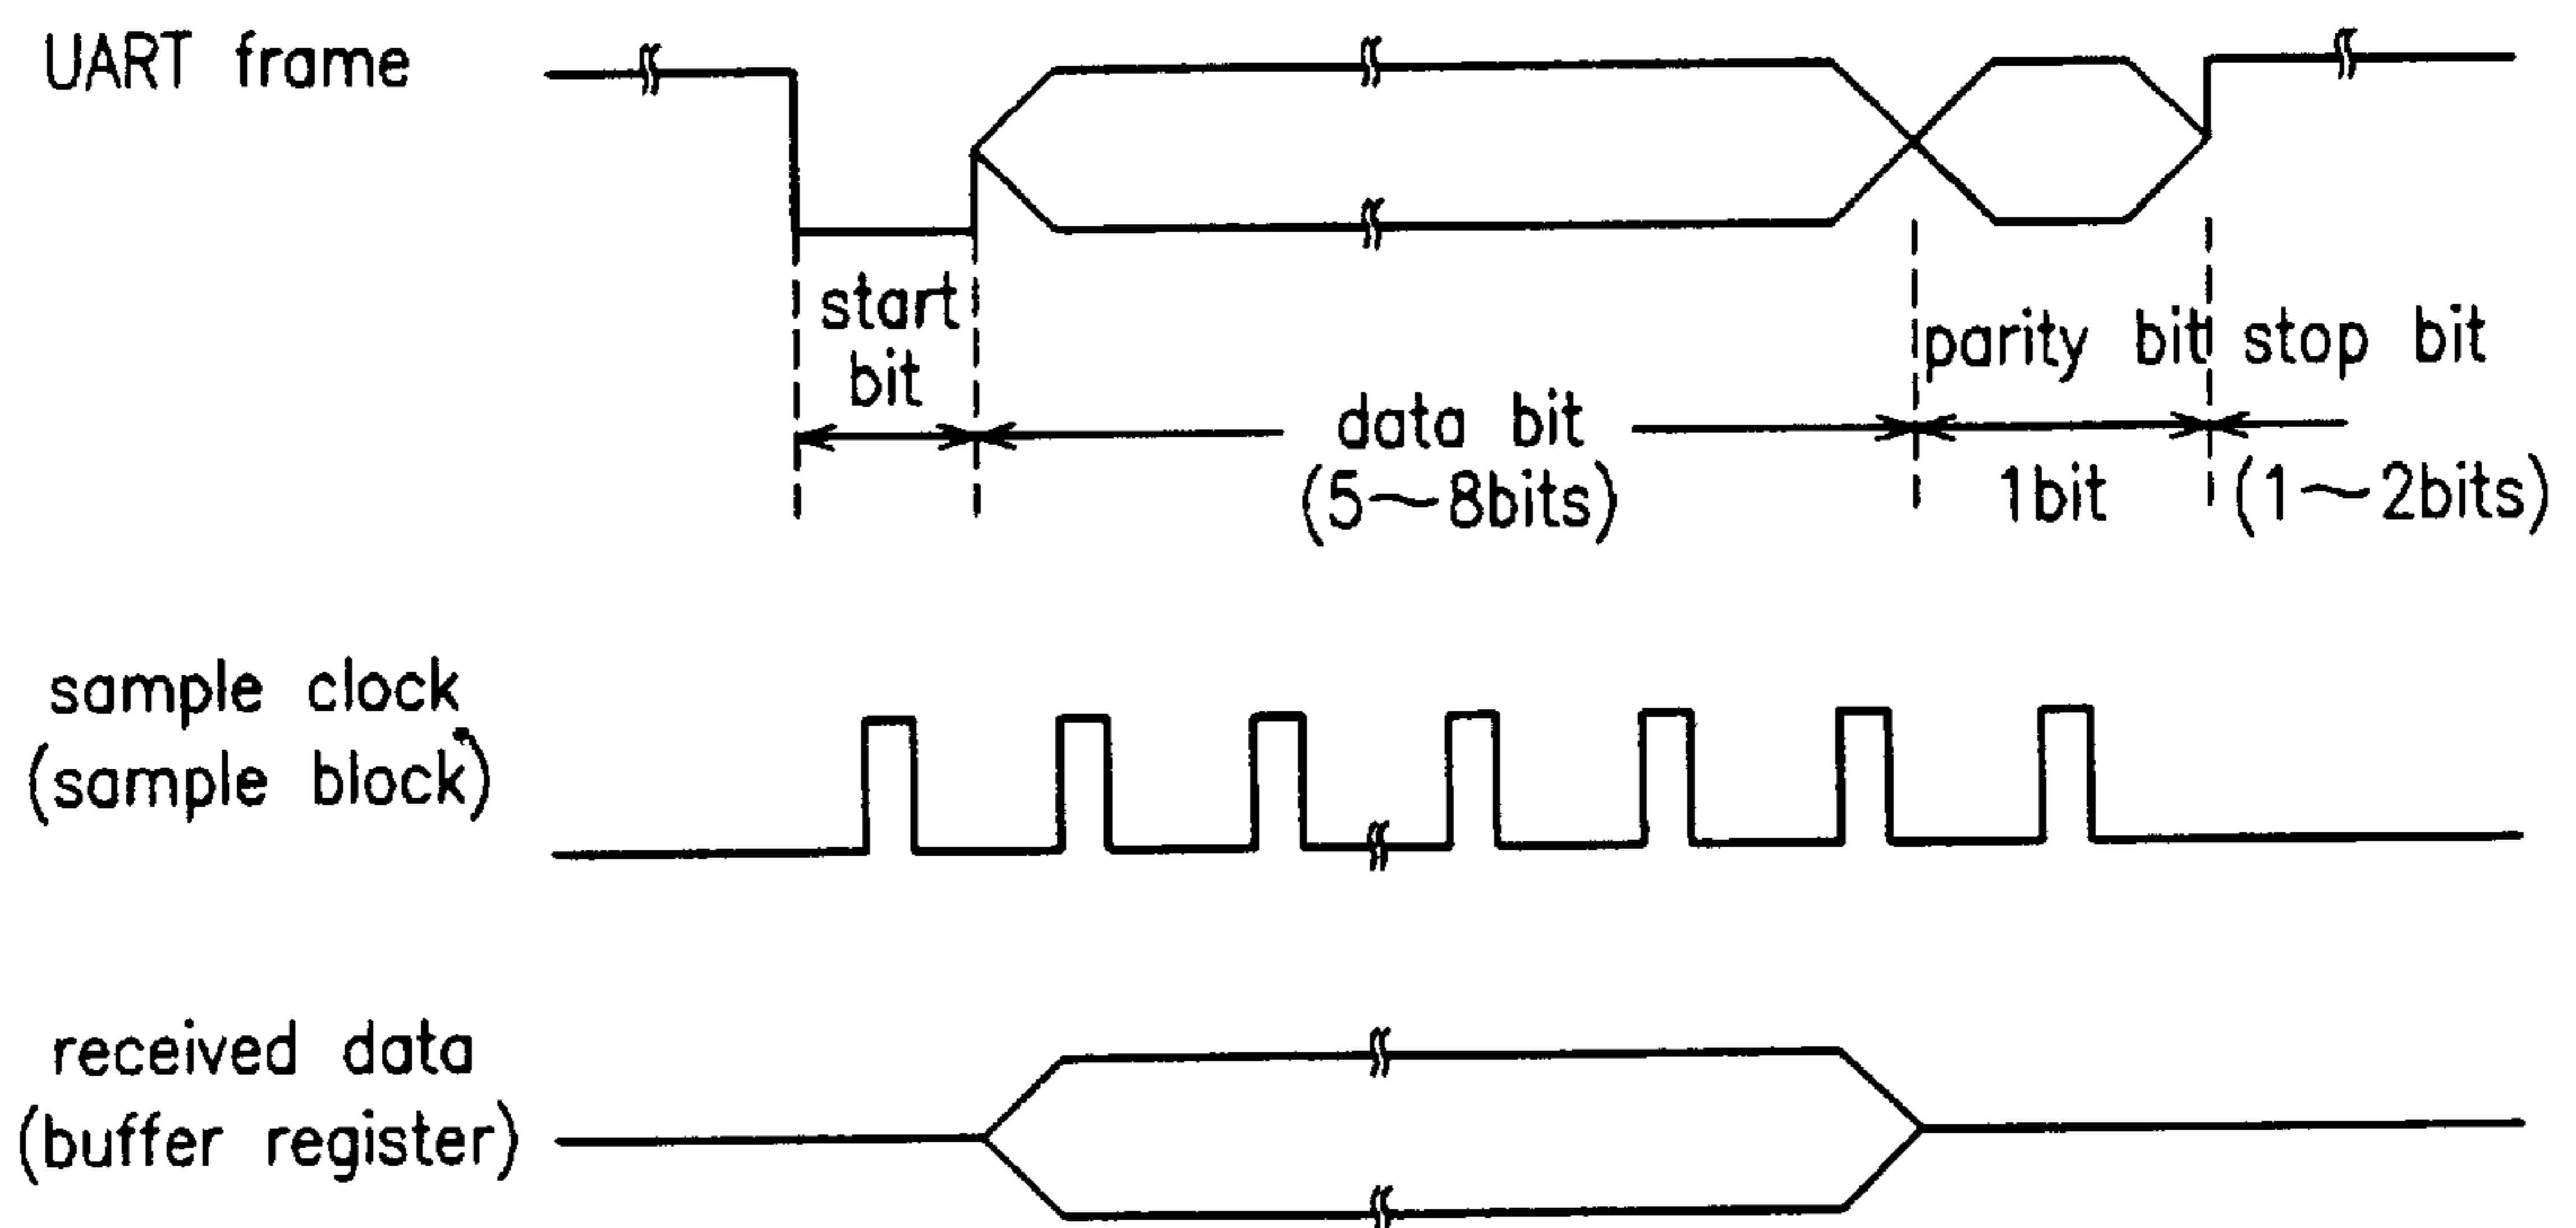 UART frame
start
bit
parity bit
stop bit
data bit
(5~8bits)
1bit
(1~2bits)
sample clock
(sample block)
received data
(buffer register)